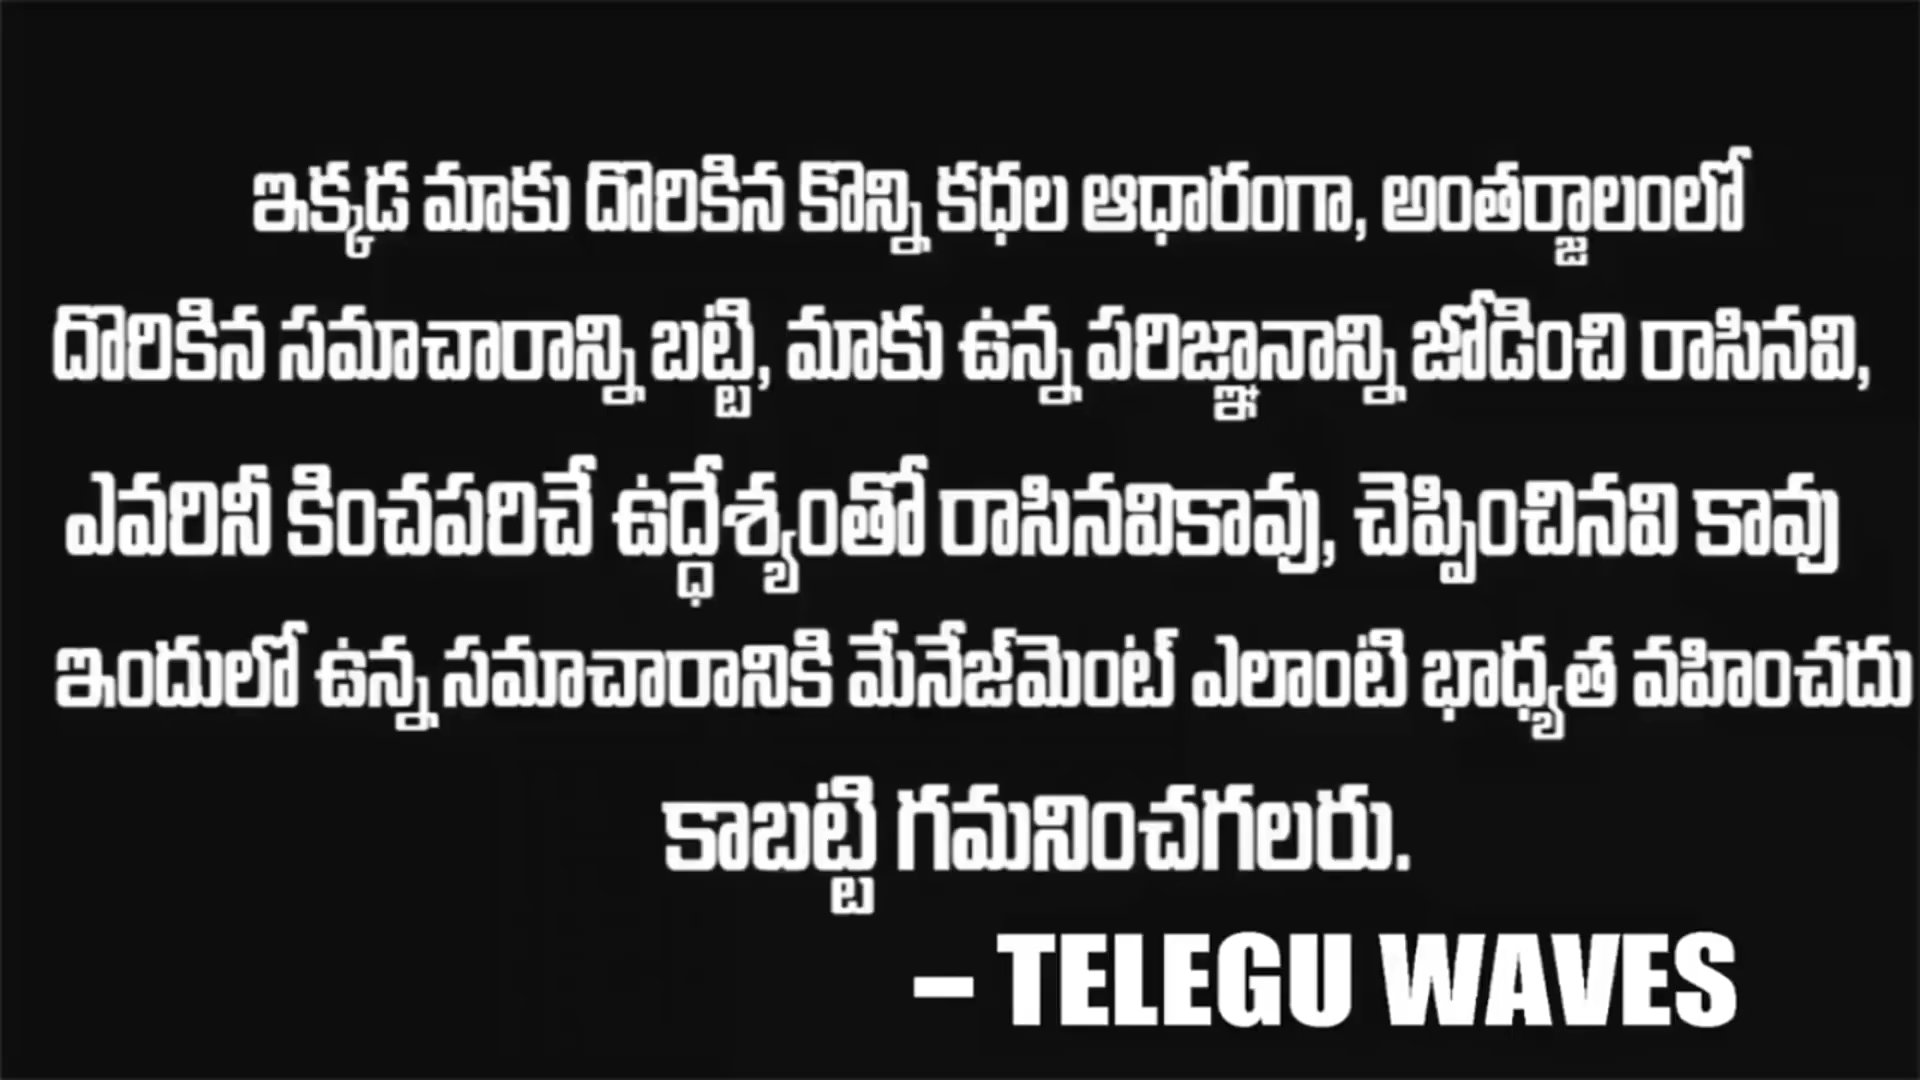 ఇక్కడ మాకు దొరికిన కొన్ని కధల ఆధారంగా, అంతర్జాలంలో
దొరికిన సమాచారాన్ని బట్టి, మాకు ఉన్న పరిజ్ఞానాన్ని జోడించి రాసినవి,
ఎవరినీ కించపరిచే ఉద్ధేశ్యంతో రాసినవికావు, చెప్పించినవి కావు
ఇందులో ఉన్న సమాచారానికి మేనేజ్‌మెంట్ ఎలాంటి భాధ్యత వహించదు
కాబట్టి గమనించగలరు.
– TELEGU WAVES